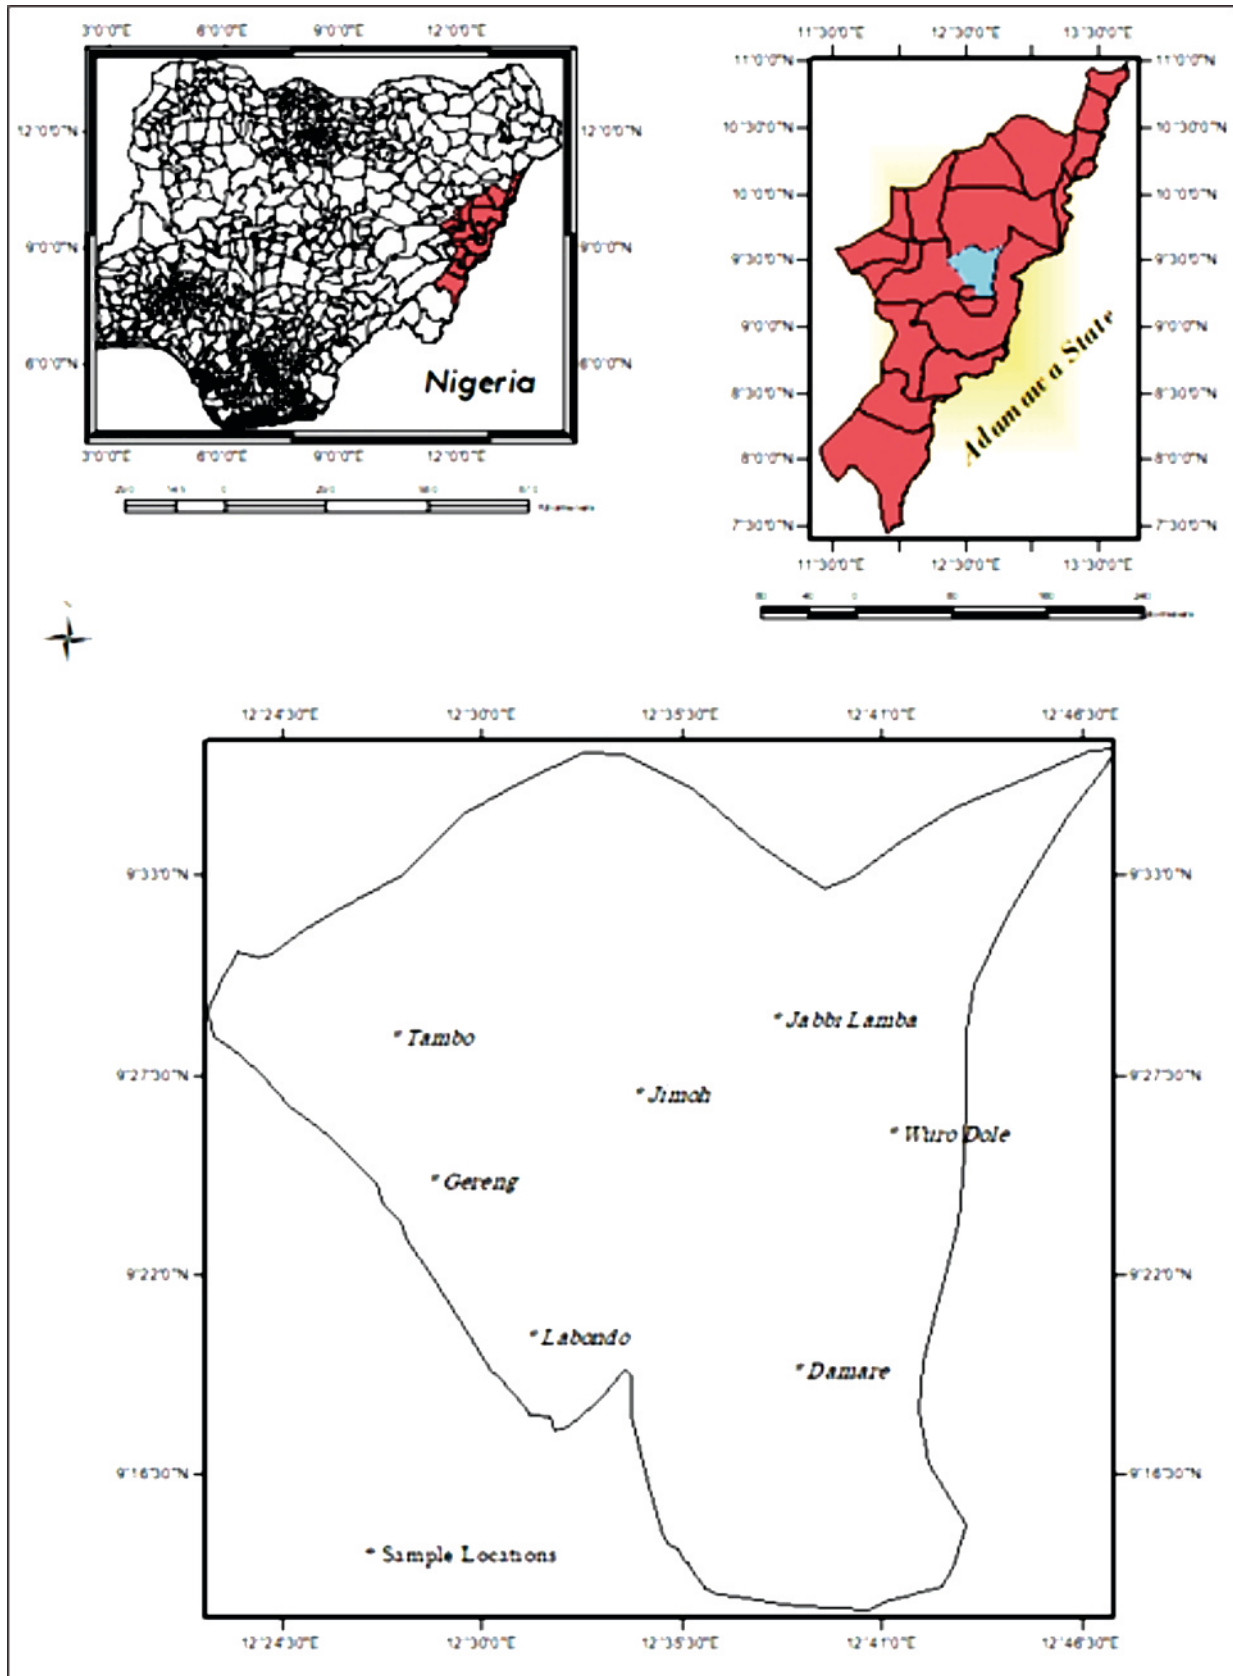 3°0'0"E 6°0'0"E 9°0'0"E 12°0'0"E
12°0'0"N 12°0'0"N
9°0'0"N 9°0'0"N
6°0'0"N 6°0'0"N
Nigeria
3°0'0"E 6°0'0"E 9°0'0"E 12°0'0"E
11°30'0"E 12°30'0"E 13°30'0"E
11°0'0"N 11°0'0"N
10°30'0"N 10°30'0"N
10°0'0"N 10°0'0"N
9°30'0"N 9°30'0"N
9°0'0"N 9°0'0"N
8°30'0"N 8°30'0"N
8°0'0"N 8°0'0"N
7°30'0"N 7°30'0"N
Adamawa State
11°30'0"E 12°30'0"E 13°30'0"E
80 40 0 80 160 240
12°24'30"E 12°30'0"E 12°35'30"E 12°41'0"E 12°46'30"E
9°33'0"N 9°33'0"N
* Jabbi Lamba
* Tambo
9°27'30"N 9°27'30"N
* Jimoh
* Wuro Dole
* Gereng
9°22'0"N 9°22'0"N
* Labondo
* Damare
9°16'30"N 9°16'30"N
* Sample Locations
12°24'30"E 12°30'0"E 12°35'30"E 12°41'0"E 12°46'30"E